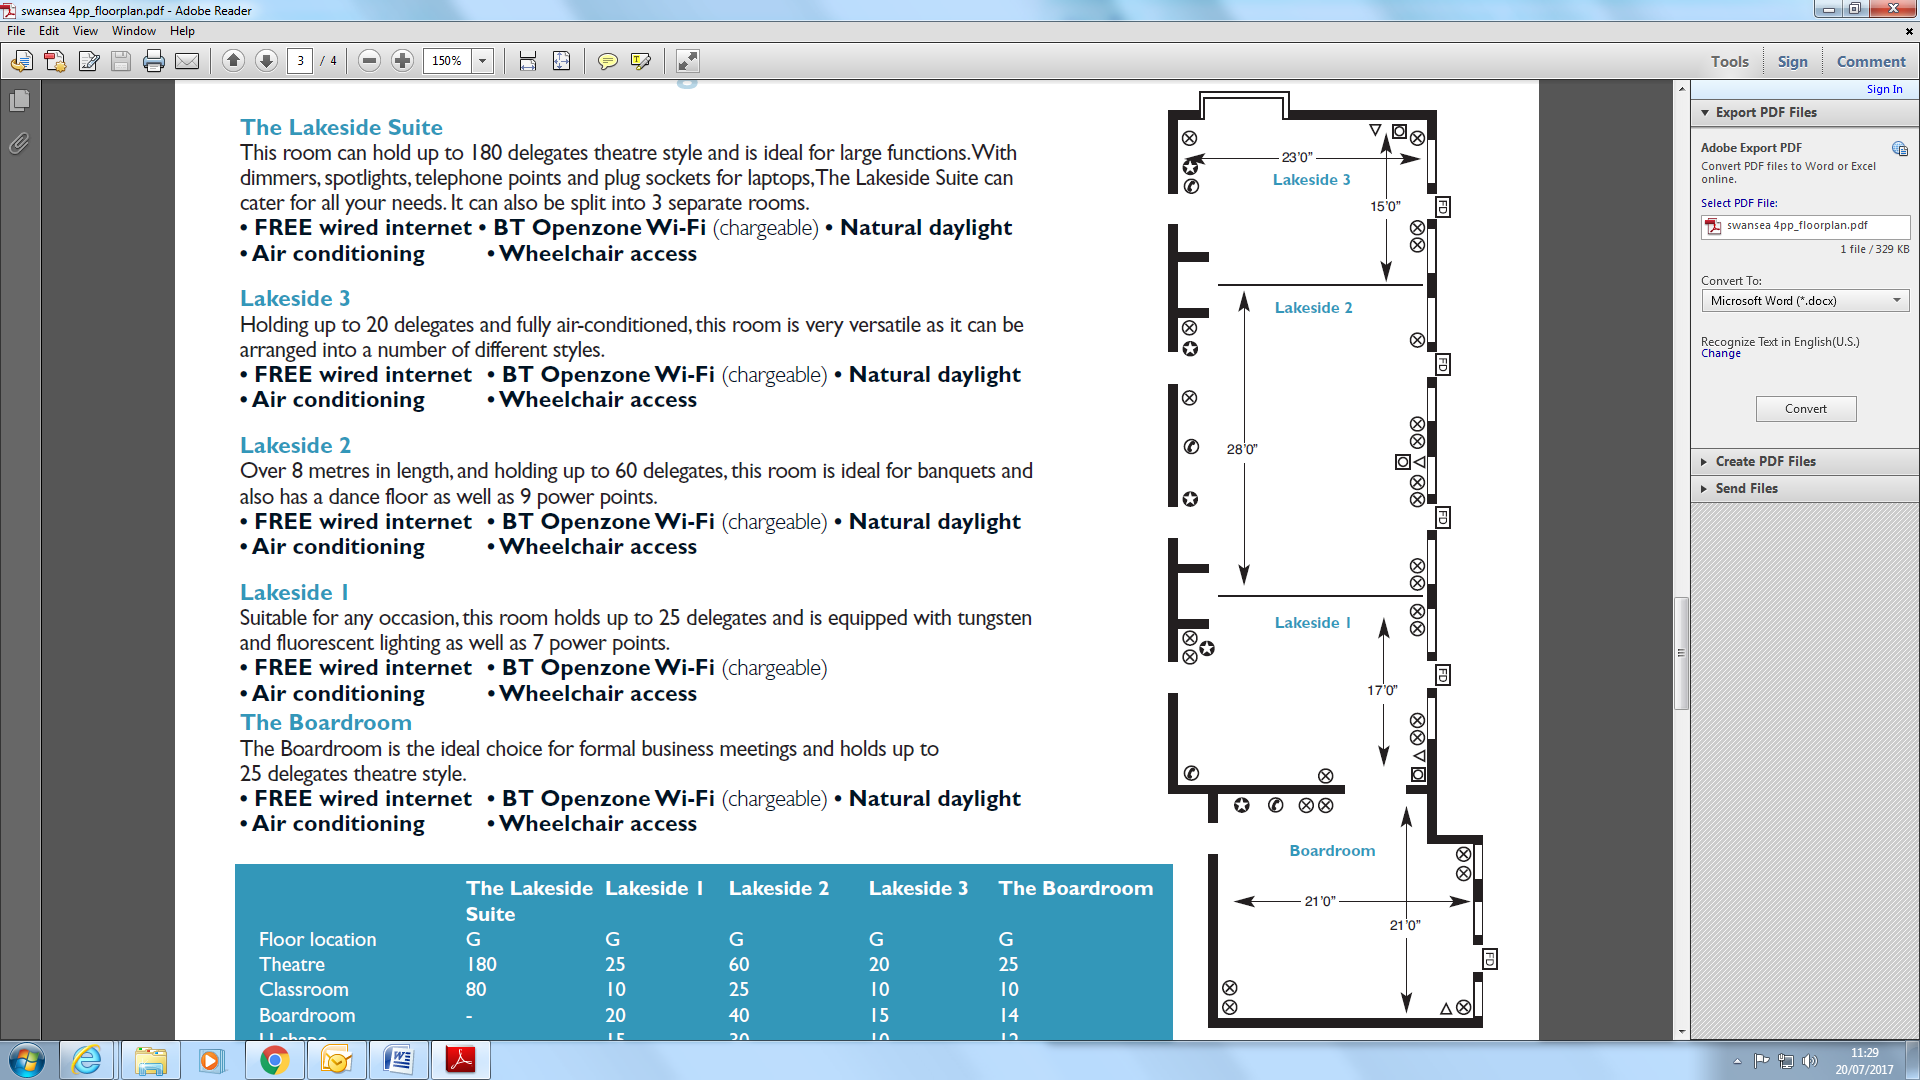 swansea 4pp_floorplan.pdf - Adobe Reader
File Edit View Window Help
3 / 4
150%
Tools Sign Comment
Sign In
The Lakeside Suite
This room can hold up to 180 delegates theatre style and is ideal for large functions. With
dimmers, spotlights, telephone points and plug sockets for laptops, The Lakeside Suite can
cater for all your needs. It can also be split into 3 separate rooms.
• FREE wired internet • BT Openzone Wi-Fi (chargeable) • Natural daylight
• Air conditioning • Wheelchair access
Lakeside 3
Holding up to 20 delegates and fully air-conditioned, this room is very versatile as it can be
arranged into a number of different styles.
• FREE wired internet • BT Openzone Wi-Fi (chargeable) • Natural daylight
• Air conditioning • Wheelchair access
Lakeside 2
Over 8 metres in length, and holding up to 60 delegates, this room is ideal for banquets and
also has a dance floor as well as 9 power points.
• FREE wired internet • BT Openzone Wi-Fi (chargeable) • Natural daylight
• Air conditioning • Wheelchair access
Lakeside 1
Suitable for any occasion, this room holds up to 25 delegates and is equipped with tungsten
and fluorescent lighting as well as 7 power points.
• FREE wired internet • BT Openzone Wi-Fi (chargeable)
• Air conditioning • Wheelchair access
The Boardroom
The Boardroom is the ideal choice for formal business meetings and holds up to
25 delegates theatre style.
• FREE wired internet • BT Openzone Wi-Fi (chargeable) • Natural daylight
• Air conditioning • Wheelchair access
The Lakeside Lakeside 1 Lakeside 2 Lakeside 3 The Boardroom
Suite
Floor location G G G G G
Theatre 180 25 60 20 25
Classroom 80 10 25 10 10
Boardroom - 20 40 15 14
U shape 15 30 10 12
23'0"
Lakeside 3
15'0"
FD
Lakeside 2
FD
28'0"
FD
Lakeside 1
FD
17'0"
Boardroom
21'0"
21'0"
FD
Export PDF Files
Adobe Export PDF
Convert PDF files to Word or Excel
online.
Select PDF File:
swansea 4pp_floorplan.pdf
1 file / 329 KB
Convert To:
Microsoft Word (*.docx)
Recognize Text in English(U.S.)
Change
Convert
Create PDF Files
Send Files
11:29
20/07/2017